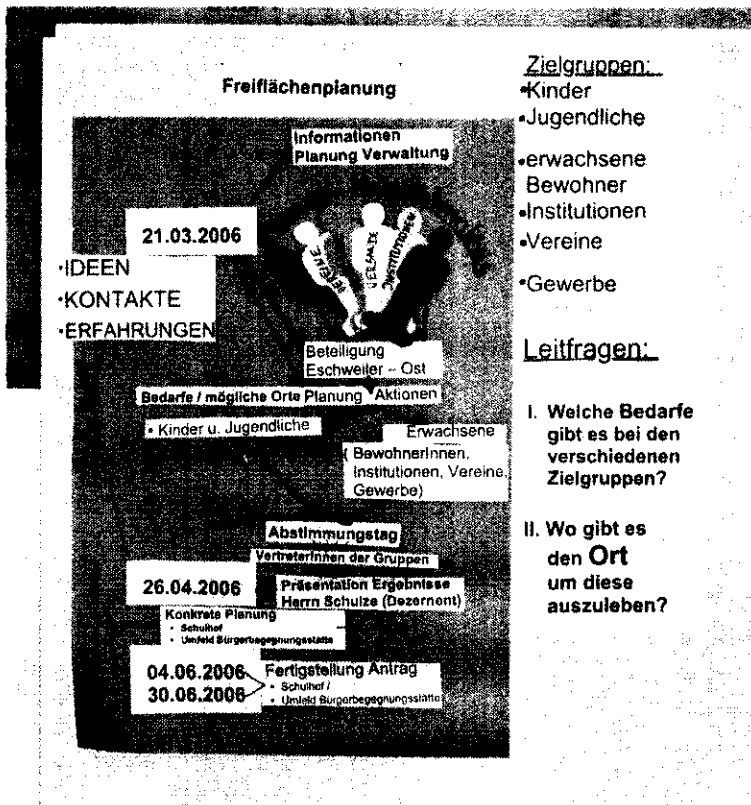 Freiflächenplanung
Informationen
Planung Verwaltung
21.03.2006
•IDEEN
•KONTAKTE
•ERFAHRUNGEN
VEREINE
INSTITUTIONEN
Beteiligung
Eschweiler – Ost
Bedarfe / mögliche Orte Planung Aktionen
• Kinder u. Jugendliche
Erwachsene
( BewohnerInnen,
Institutionen, Vereine,
Gewerbe)
Abstimmungstag
VertreterInnen der Gruppen
26.04.2006
Präsentation Ergebnisse
Herrn Schulze (Dezernent)
Konkrete Planung
• Schulhof
• Umfeld Bürgerbegegnungsstätte
04.06.2006
30.06.2006
Fertigstellung Antrag
• Schulhof /
• Umfeld Bürgerbegegnungsstätte
Zielgruppen:
•Kinder
•Jugendliche
•erwachsene
Bewohner
•Institutionen
•Vereine
•Gewerbe
Leitfragen:
I. Welche Bedarfe
gibt es bei den
verschiedenen
Zielgruppen?
II. Wo gibt es
den Ort
um diese
auszuleben?